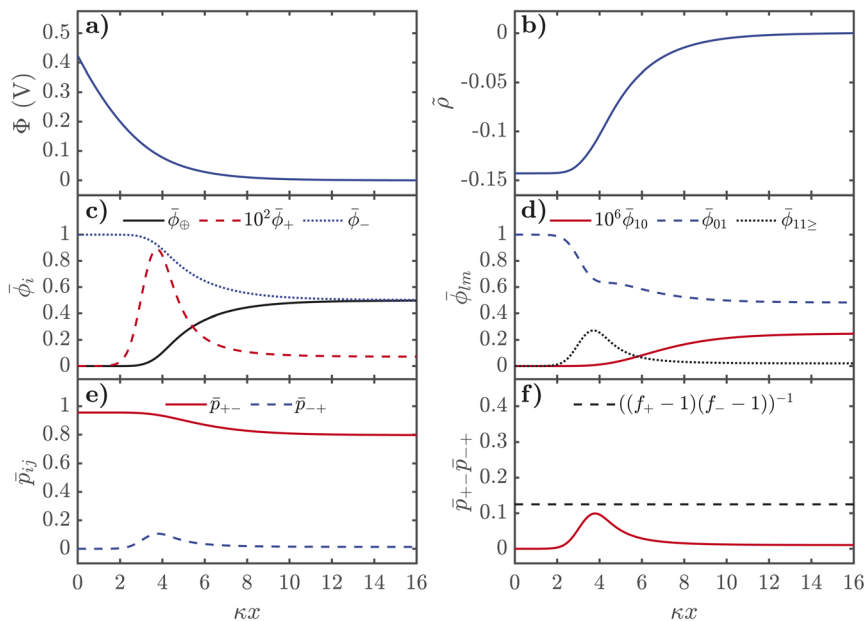 a)
0.5
0.4
0.3
0.2
0.1
0
Φ (V)
b)
0
-0.05
-0.1
-0.15
ρ̃
c)
ϕ̄⊕ 10²ϕ̄₊ ϕ̄₋
1
0.8
0.6
0.4
0.2
0
ϕ̄ᵢ
d)
10⁶ϕ̄₁₀ ϕ̄₀₁ ϕ̄₁₁≥
1
0.8
0.6
0.4
0.2
0
ϕ̄ₗₘ
e)
p̄₊₋ p̄₋₊
1
0.8
0.6
0.4
0.2
0
p̄ᵢⱼ
0 2 4 6 8 10 12 14 16
κx
f)
((f₊ − 1)(f₋ − 1))⁻¹
0.4
0.3
0.2
0.1
0
p̄₊₋p̄₋₊
0 2 4 6 8 10 12 14 16
κx